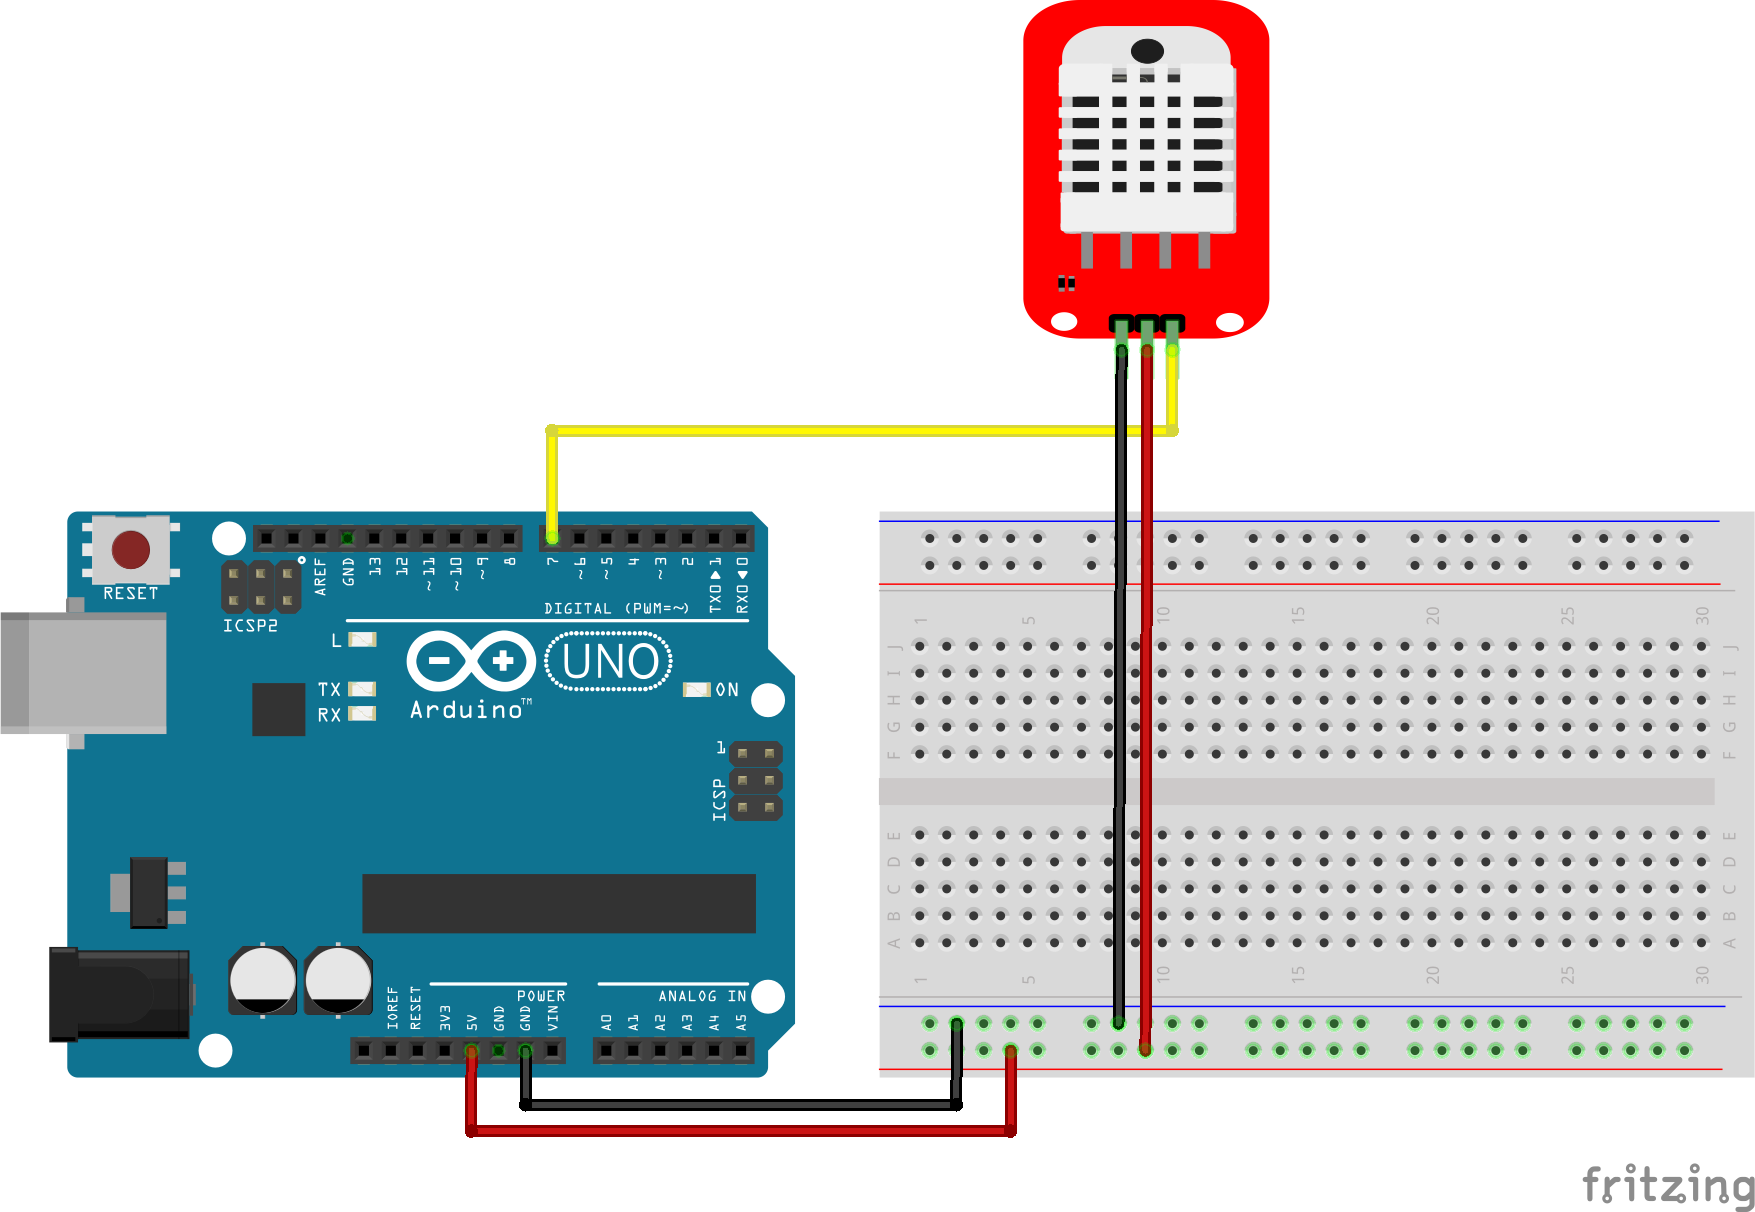 RESET
ICSP2
AREF
GND
13
12
~11
~10
~9
8
7
~6
~5
4
~3
2
TX0▶1
RX0◀0
DIGITAL (PWM=~)
L
TX
RX
Arduino™
UNO
ON
1
ICSP
IOREF
RESET
3V3
5V
GND
GND
VIN
POWER
ANALOG IN
A0
A1
A2
A3
A4
A5
1 5 10 15 20 25 30
J J
I I
H H
G G
F F
E E
D D
C C
B B
A A
1 5 10 15 20 25 30
fritzing